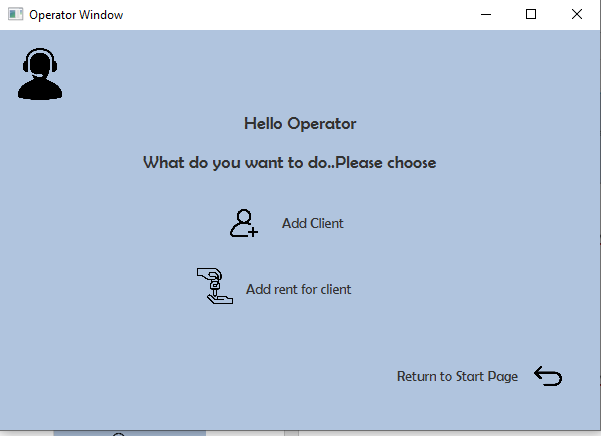 Operator Window
Hello Operator
What do you want to do..Please choose
Add Client
Add rent for client
Return to Start Page